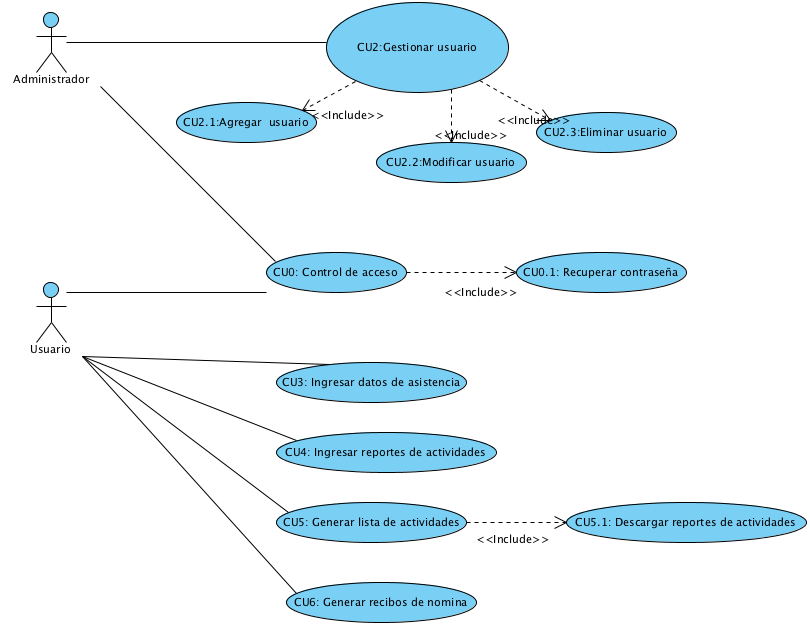 CU2:Gestionar usuario
Administrador
<<Include>>
CU2.1:Agregar  usuario
<<Include>>
CU2.3:Eliminar usuario
<<Include>>
CU2.2:Modificar usuario
CU0: Control de acceso
CU0.1: Recuperar contraseña
<<Include>>
Usuario
CU3: Ingresar datos de asistencia
CU4: Ingresar reportes de actividades
CU5: Generar lista de actividades
CU5.1: Descargar reportes de actividades
<<Include>>
CU6: Generar recibos de nomina